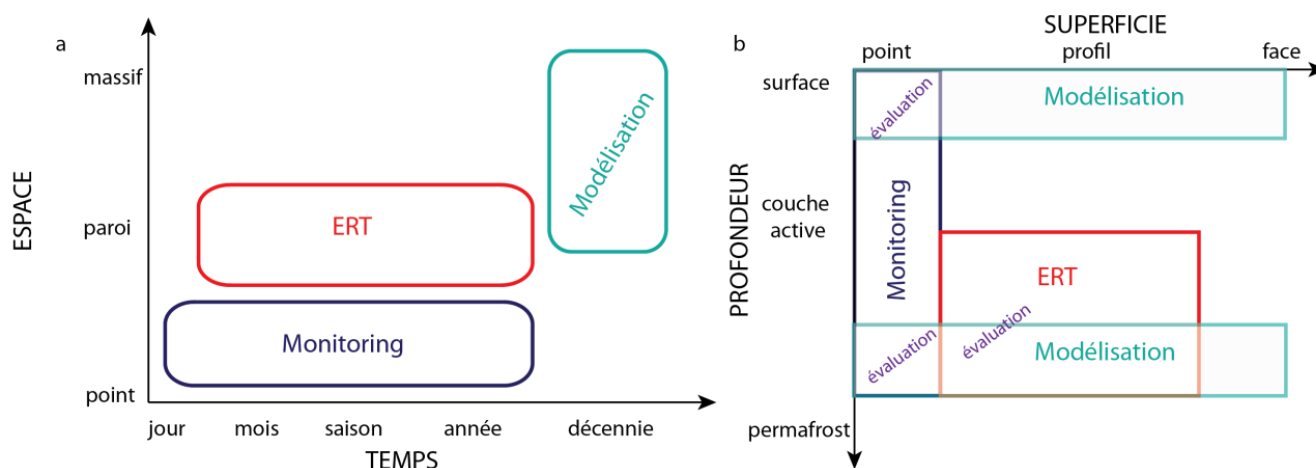 a
massif
paroi
point
ESPACE
Modélisation
ERT
Monitoring
jour
mois
saison
année
décennie
TEMPS
b
SUPERFICIE
point
profil
face
surface
couche
active
permafrost
PROFONDEUR
évaluation
Modélisation
Monitoring
ERT
évaluation
évaluation
Modélisation